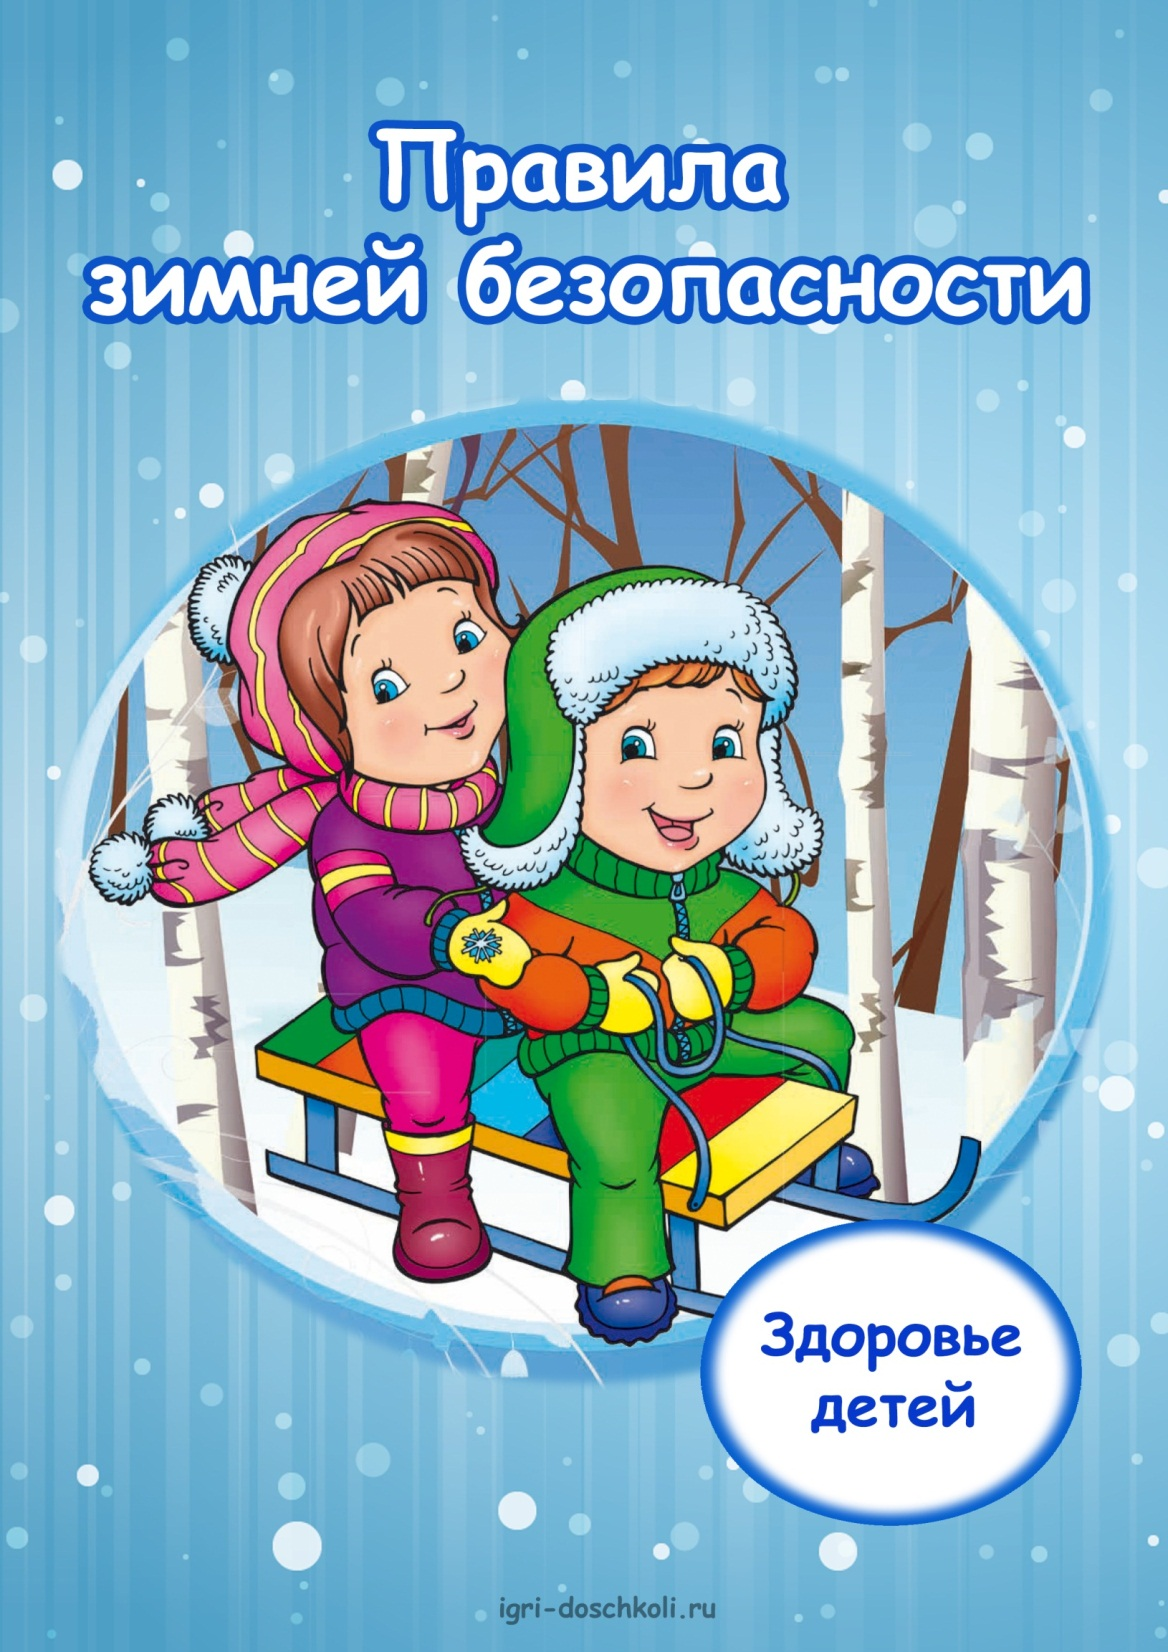 Правила
зимней безопасности
Здоровье
детей
igri-doschkoli.ru